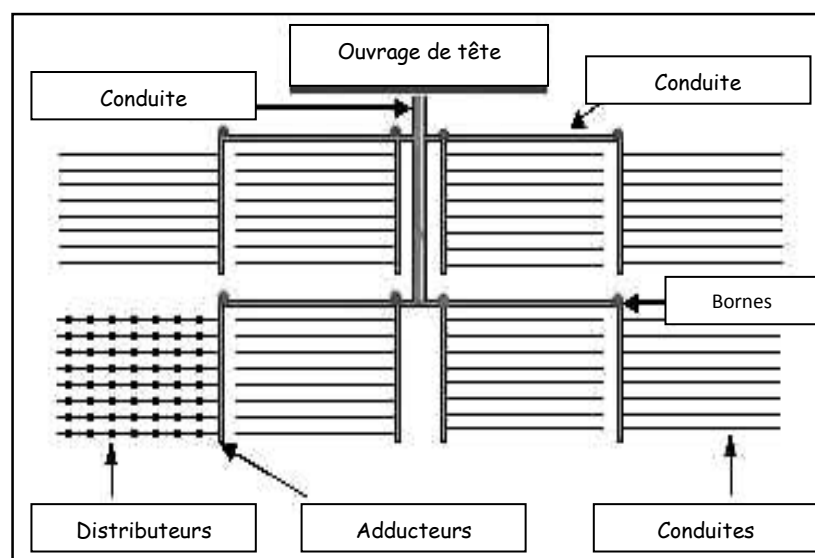 Ouvrage de tête
Conduite
Conduite
Bornes
Distributeurs
Adducteurs
Conduites